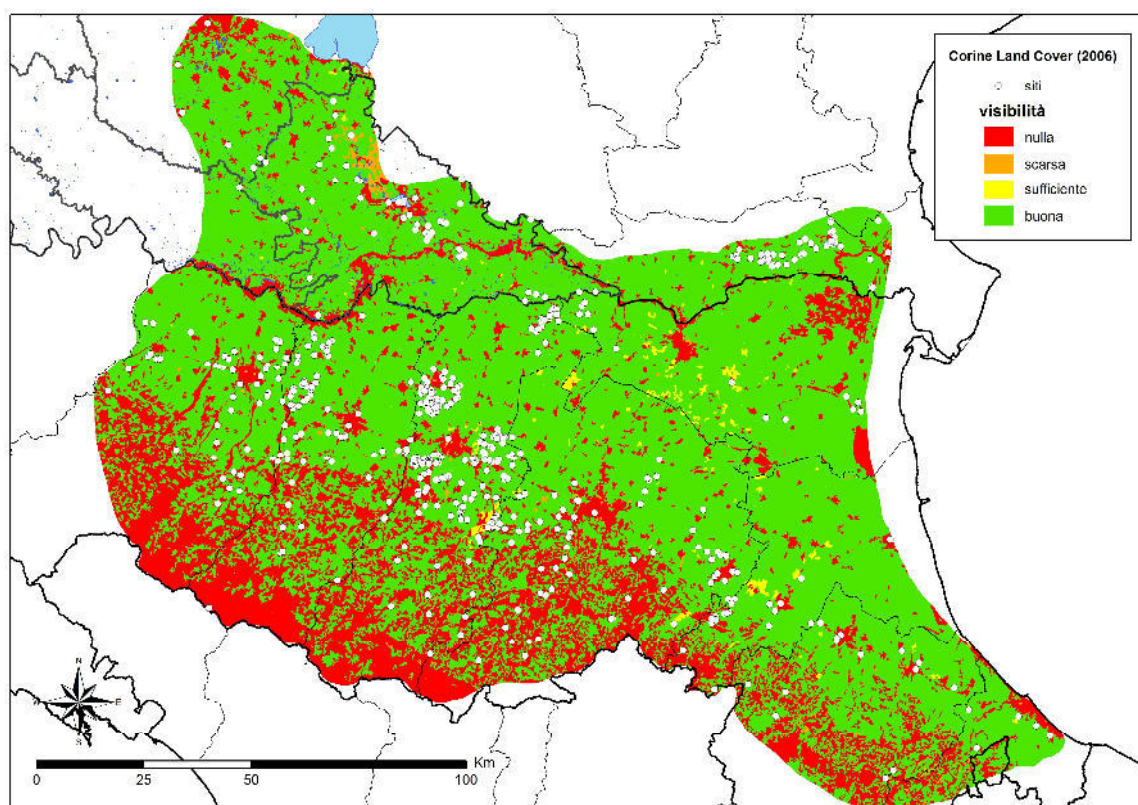 Corine Land Cover (2006)
siti
visibilità
nulla
scarsa
sufficiente
buona
N
W E
S
Km
0 25 50 100